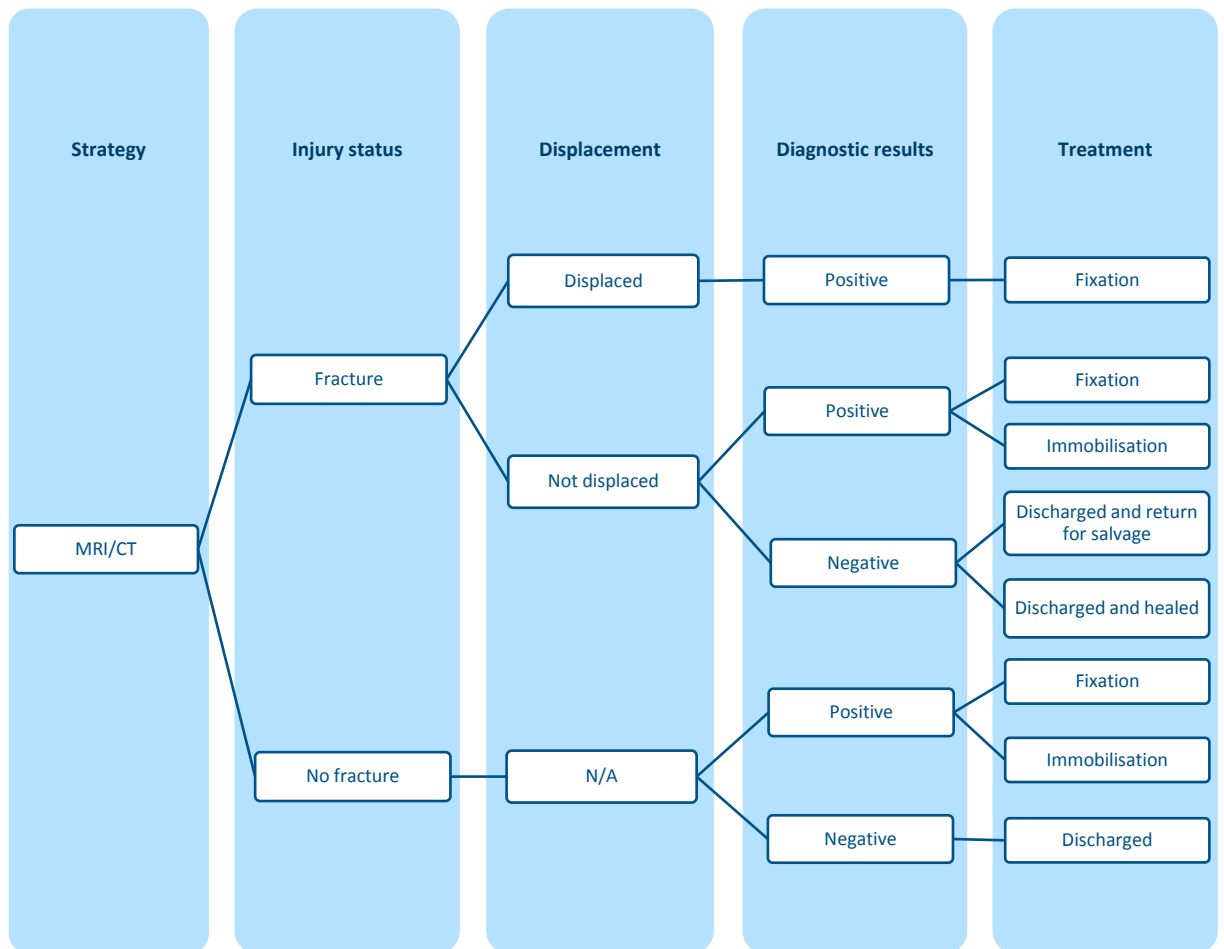 Strategy
Injury status
Displacement
Diagnostic results
Treatment
Displaced
Positive
Fixation
Fracture
Positive
Fixation
Immobilisation
Not displaced
Discharged and return
for salvage
MRI/CT
Negative
Discharged and healed
Fixation
Positive
No fracture
N/A
Immobilisation
Negative
Discharged